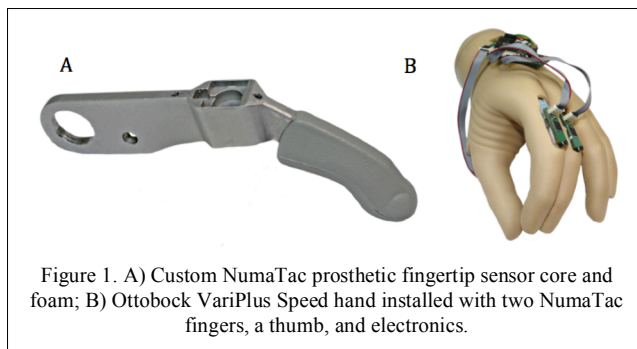 A
B
Figure 1. A) Custom NumaTac prosthetic fingertip sensor core and
foam; B) Ottobock VariPlus Speed hand installed with two NumaTac
fingers, a thumb, and electronics.